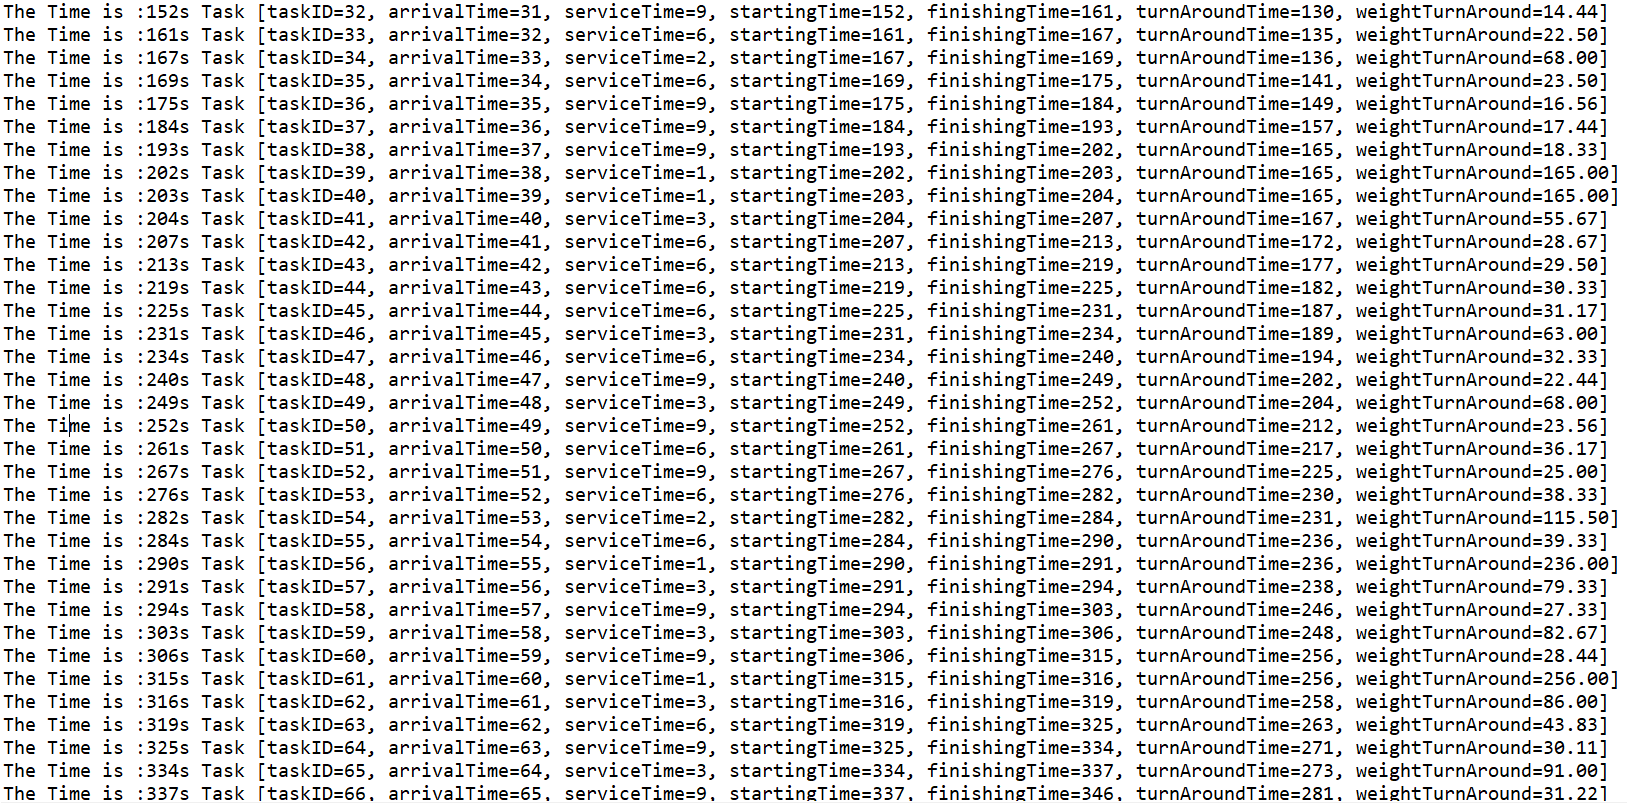 The Time is :152s Task [taskID=32, arrivalTime=31, serviceTime=9, startingTime=152, finishingTime=161, turnAroundTime=130, weightTurnAround=14.44]
The Time is :161s Task [taskID=33, arrivalTime=32, serviceTime=6, startingTime=161, finishingTime=167, turnAroundTime=135, weightTurnAround=22.50]
The Time is :167s Task [taskID=34, arrivalTime=33, serviceTime=2, startingTime=167, finishingTime=169, turnAroundTime=136, weightTurnAround=68.00]
The Time is :169s Task [taskID=35, arrivalTime=34, serviceTime=6, startingTime=169, finishingTime=175, turnAroundTime=141, weightTurnAround=23.50]
The Time is :175s Task [taskID=36, arrivalTime=35, serviceTime=9, startingTime=175, finishingTime=184, turnAroundTime=149, weightTurnAround=16.56]
The Time is :184s Task [taskID=37, arrivalTime=36, serviceTime=9, startingTime=184, finishingTime=193, turnAroundTime=157, weightTurnAround=17.44]
The Time is :193s Task [taskID=38, arrivalTime=37, serviceTime=9, startingTime=193, finishingTime=202, turnAroundTime=165, weightTurnAround=18.33]
The Time is :202s Task [taskID=39, arrivalTime=38, serviceTime=1, startingTime=202, finishingTime=203, turnAroundTime=165, weightTurnAround=165.00]
The Time is :203s Task [taskID=40, arrivalTime=39, serviceTime=1, startingTime=203, finishingTime=204, turnAroundTime=165, weightTurnAround=165.00]
The Time is :204s Task [taskID=41, arrivalTime=40, serviceTime=3, startingTime=204, finishingTime=207, turnAroundTime=167, weightTurnAround=55.67]
The Time is :207s Task [taskID=42, arrivalTime=41, serviceTime=6, startingTime=207, finishingTime=213, turnAroundTime=172, weightTurnAround=28.67]
The Time is :213s Task [taskID=43, arrivalTime=42, serviceTime=6, startingTime=213, finishingTime=219, turnAroundTime=177, weightTurnAround=29.50]
The Time is :219s Task [taskID=44, arrivalTime=43, serviceTime=6, startingTime=219, finishingTime=225, turnAroundTime=182, weightTurnAround=30.33]
The Time is :225s Task [taskID=45, arrivalTime=44, serviceTime=6, startingTime=225, finishingTime=231, turnAroundTime=187, weightTurnAround=31.17]
The Time is :231s Task [taskID=46, arrivalTime=45, serviceTime=3, startingTime=231, finishingTime=234, turnAroundTime=189, weightTurnAround=63.00]
The Time is :234s Task [taskID=47, arrivalTime=46, serviceTime=6, startingTime=234, finishingTime=240, turnAroundTime=194, weightTurnAround=32.33]
The Time is :240s Task [taskID=48, arrivalTime=47, serviceTime=9, startingTime=240, finishingTime=249, turnAroundTime=202, weightTurnAround=22.44]
The Time is :249s Task [taskID=49, arrivalTime=48, serviceTime=3, startingTime=249, finishingTime=252, turnAroundTime=204, weightTurnAround=68.00]
The Time is :252s Task [taskID=50, arrivalTime=49, serviceTime=9, startingTime=252, finishingTime=261, turnAroundTime=212, weightTurnAround=23.56]
The Time is :261s Task [taskID=51, arrivalTime=50, serviceTime=6, startingTime=261, finishingTime=267, turnAroundTime=217, weightTurnAround=36.17]
The Time is :267s Task [taskID=52, arrivalTime=51, serviceTime=9, startingTime=267, finishingTime=276, turnAroundTime=225, weightTurnAround=25.00]
The Time is :276s Task [taskID=53, arrivalTime=52, serviceTime=6, startingTime=276, finishingTime=282, turnAroundTime=230, weightTurnAround=38.33]
The Time is :282s Task [taskID=54, arrivalTime=53, serviceTime=2, startingTime=282, finishingTime=284, turnAroundTime=231, weightTurnAround=115.50]
The Time is :284s Task [taskID=55, arrivalTime=54, serviceTime=6, startingTime=284, finishingTime=290, turnAroundTime=236, weightTurnAround=39.33]
The Time is :290s Task [taskID=56, arrivalTime=55, serviceTime=1, startingTime=290, finishingTime=291, turnAroundTime=236, weightTurnAround=236.00]
The Time is :291s Task [taskID=57, arrivalTime=56, serviceTime=3, startingTime=291, finishingTime=294, turnAroundTime=238, weightTurnAround=79.33]
The Time is :294s Task [taskID=58, arrivalTime=57, serviceTime=9, startingTime=294, finishingTime=303, turnAroundTime=246, weightTurnAround=27.33]
The Time is :303s Task [taskID=59, arrivalTime=58, serviceTime=3, startingTime=303, finishingTime=306, turnAroundTime=248, weightTurnAround=82.67]
The Time is :306s Task [taskID=60, arrivalTime=59, serviceTime=9, startingTime=306, finishingTime=315, turnAroundTime=256, weightTurnAround=28.44]
The Time is :315s Task [taskID=61, arrivalTime=60, serviceTime=1, startingTime=315, finishingTime=316, turnAroundTime=256, weightTurnAround=256.00]
The Time is :316s Task [taskID=62, arrivalTime=61, serviceTime=3, startingTime=316, finishingTime=319, turnAroundTime=258, weightTurnAround=86.00]
The Time is :319s Task [taskID=63, arrivalTime=62, serviceTime=6, startingTime=319, finishingTime=325, turnAroundTime=263, weightTurnAround=43.83]
The Time is :325s Task [taskID=64, arrivalTime=63, serviceTime=9, startingTime=325, finishingTime=334, turnAroundTime=271, weightTurnAround=30.11]
The Time is :334s Task [taskID=65, arrivalTime=64, serviceTime=3, startingTime=334, finishingTime=337, turnAroundTime=273, weightTurnAround=91.00]
The Time is :337s Task [taskID=66, arrivalTime=65, serviceTime=9, startingTime=337, finishingTime=346, turnAroundTime=281, weightTurnAround=31.22]